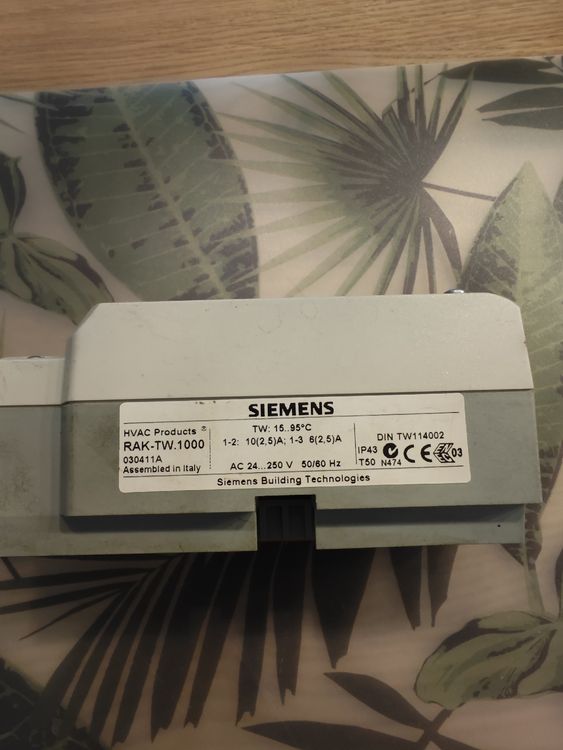 SIEMENS
HVAC Products ®
RAK-TW.1000
030411A
Assembled in Italy
TW: 15..95°C
1-2: 10(2,5)A; 1-3 6(2,5)A
AC 24...250 V 50/60 Hz
DIN TW114002
IP43
T50 N474 CE 03
Siemens Building Technologies